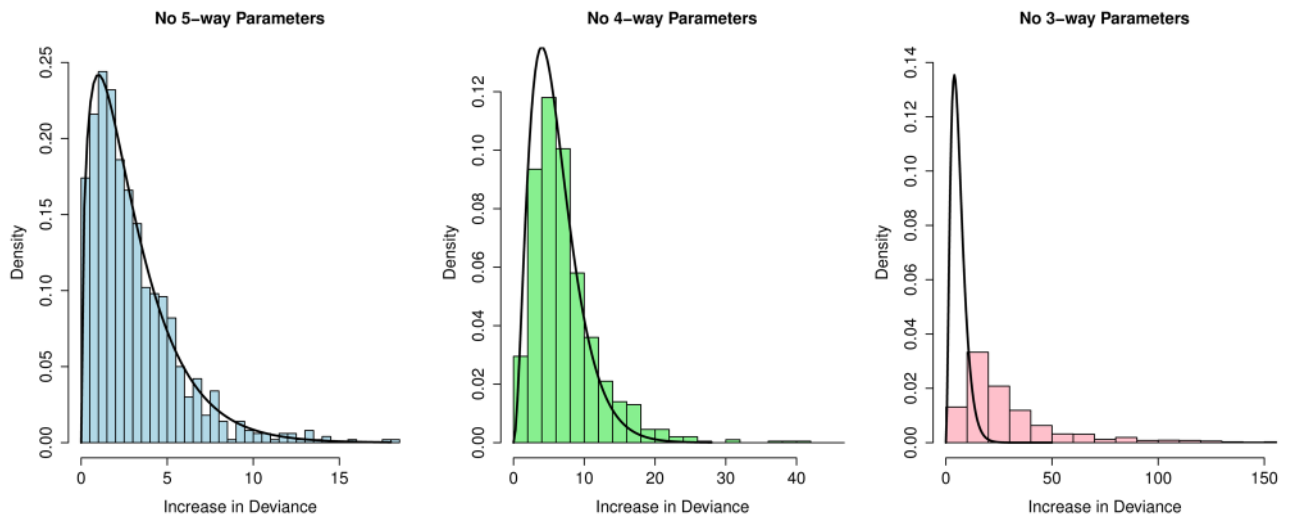 No 5−way Parameters
0.00 0.05 0.10 0.15 0.20 0.25
Density
0 5 10 15
Increase in Deviance
No 4−way Parameters
0.00 0.02 0.04 0.06 0.08 0.10 0.12
Density
0 10 20 30 40
Increase in Deviance
No 3−way Parameters
0.00 0.02 0.04 0.06 0.08 0.10 0.12 0.14
Density
0 50 100 150
Increase in Deviance